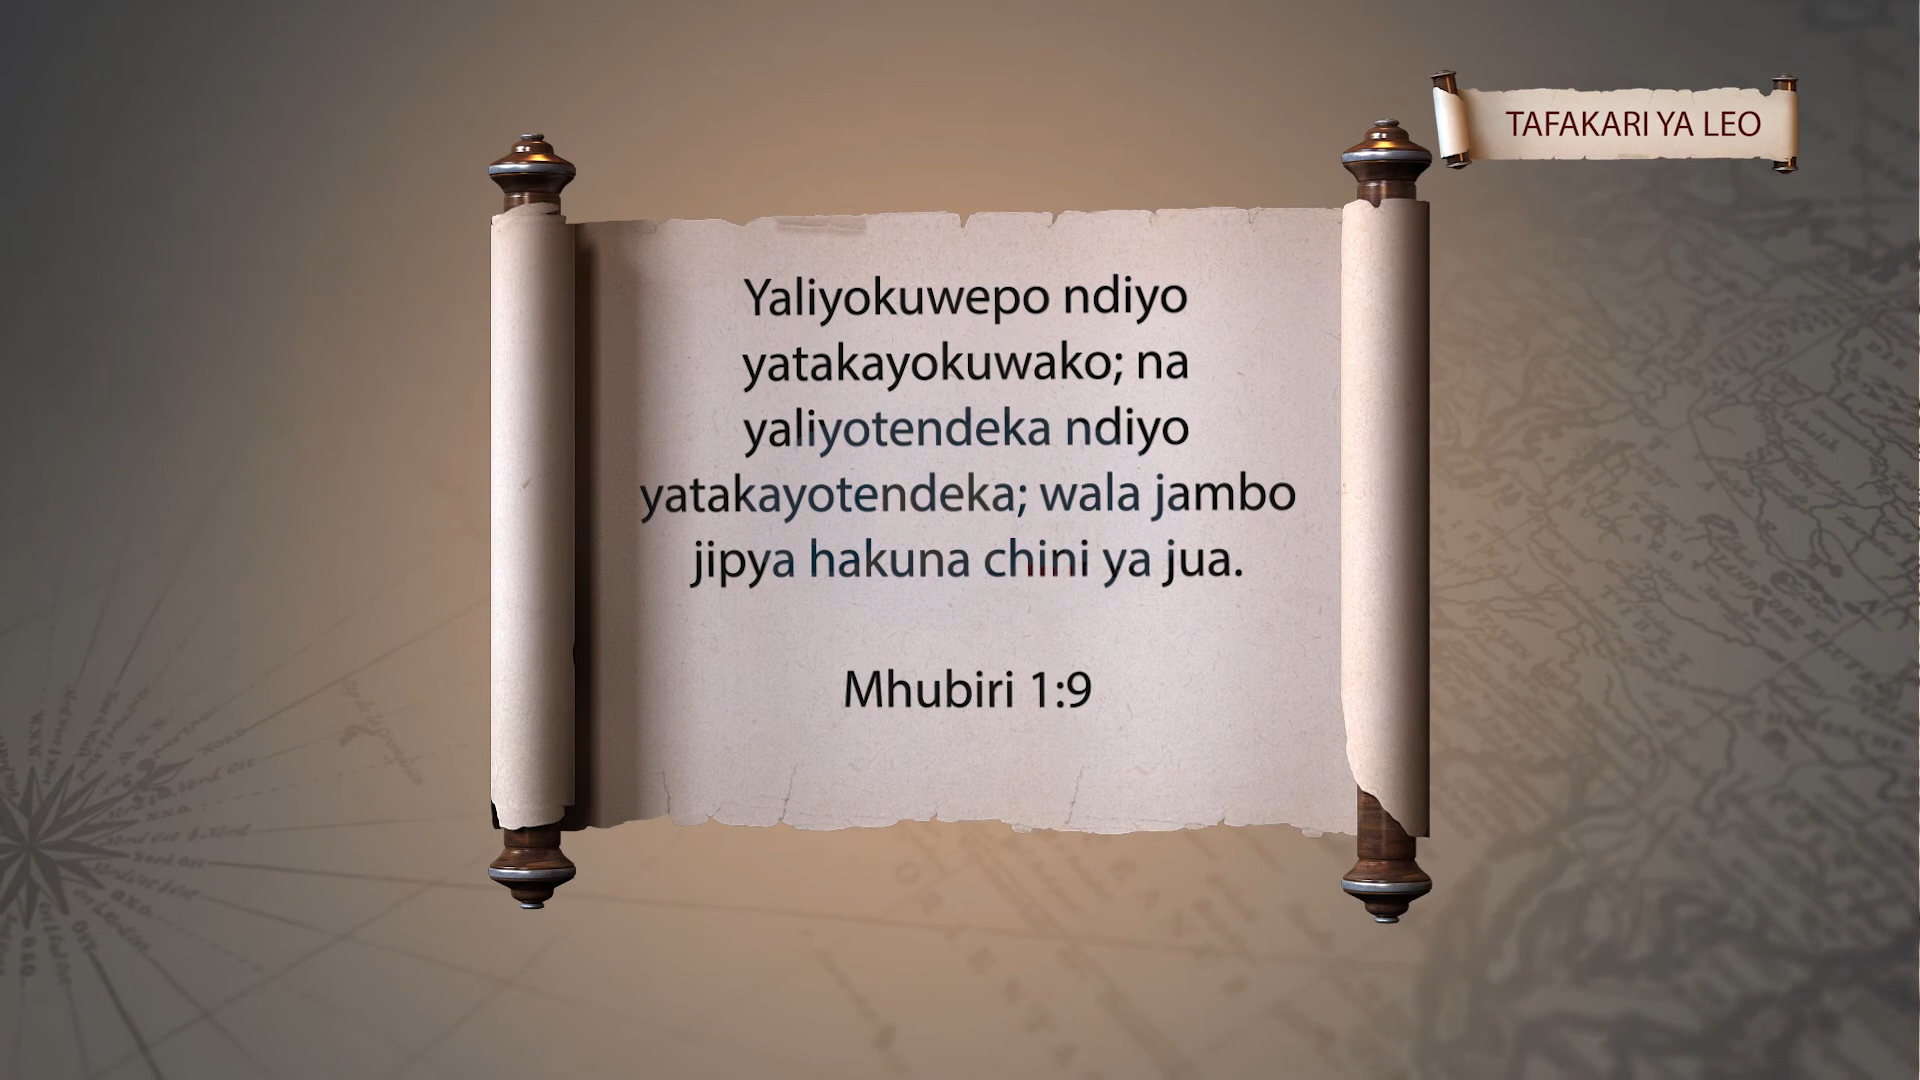 TAFAKARI YA LEO
Yaliyokuwepo ndiyo
yatakayokuwako; na
yaliyotendeka ndiyo
yatakayotendeka; wala jambo
jipya hakuna chini ya jua.
Mhubiri 1:9